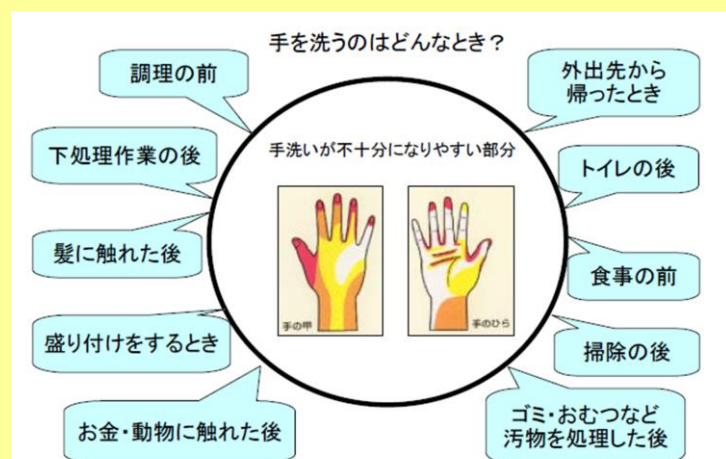 手を洗うのはどんなとき？
調理の前
下処理作業の後
髪に触れた後
盛り付けをするとき
お金・動物に触れた後
手洗いが不十分になりやすい部分
手の甲
手のひら
外出先から
帰ったとき
トイレの後
食事の前
掃除の後
ゴミ・おむつなど
汚物を処理した後